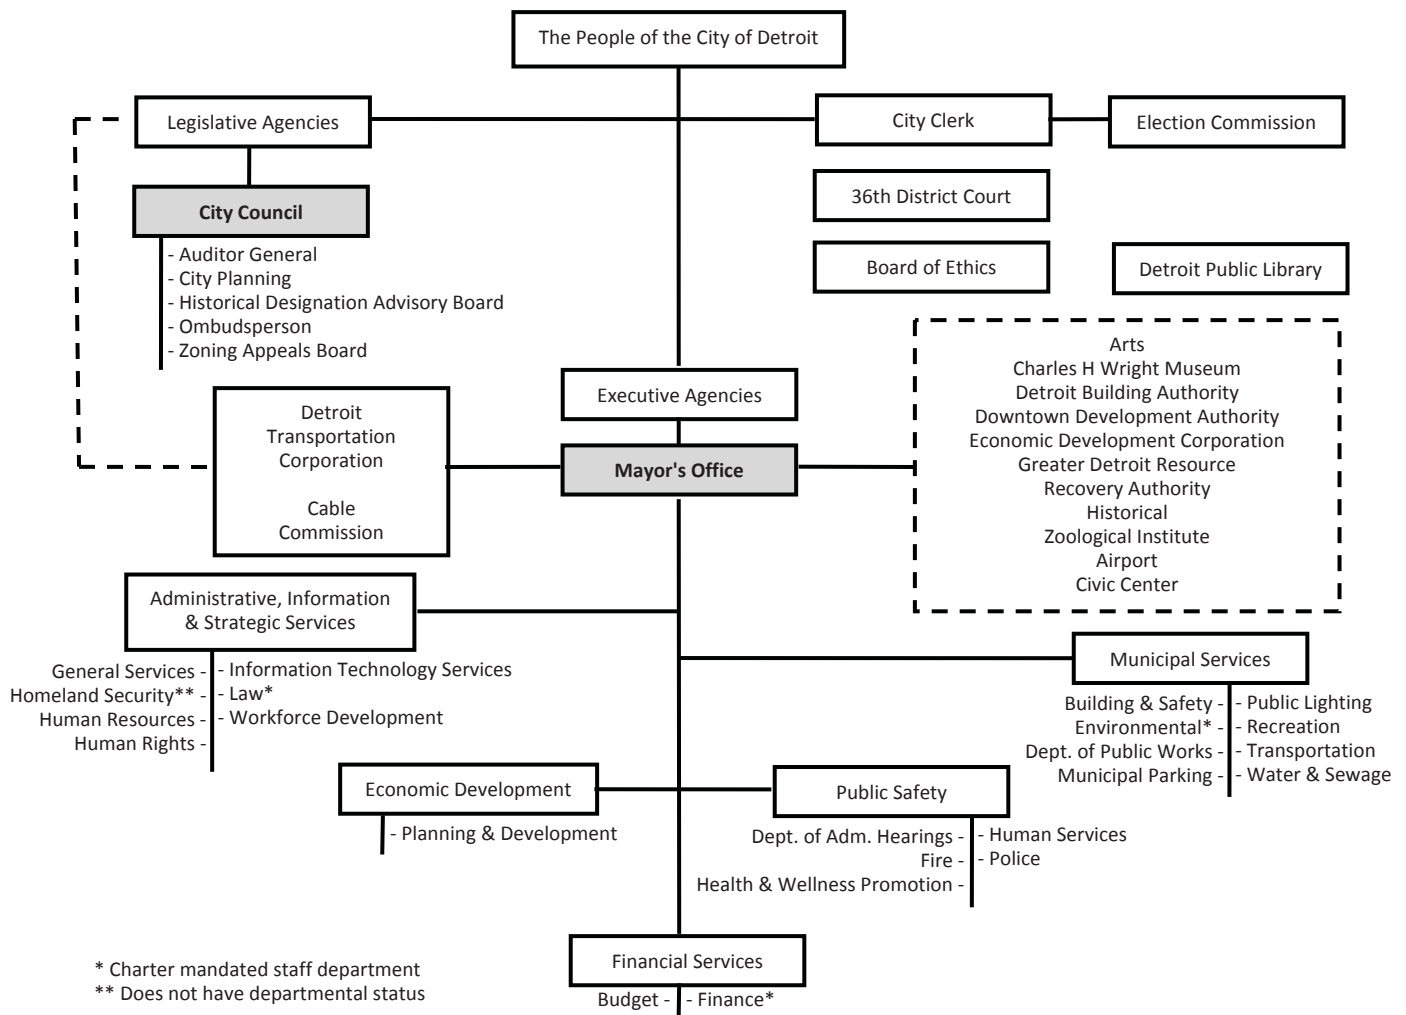 The People of the City of Detroit
Legislative Agencies
City Clerk
Election Commission
City Council
- Auditor General
- City Planning
- Historical Designation Advisory Board
- Ombudsperson
- Zoning Appeals Board
36th District Court
Board of Ethics
Detroit Public Library
Executive Agencies
Mayor's Office
Detroit
Transportation
Corporation
Cable
Commission
Arts
Charles H Wright Museum
Detroit Building Authority
Downtown Development Authority
Economic Development Corporation
Greater Detroit Resource
Recovery Authority
Historical
Zoological Institute
Airport
Civic Center
Administrative, Information
& Strategic Services
General Services -
Homeland Security** -
Human Resources -
Human Rights -
- Information Technology Services
- Law*
- Workforce Development
Municipal Services
Building & Safety -
Environmental* -
Dept. of Public Works -
Municipal Parking -
- Public Lighting
- Recreation
- Transportation
- Water & Sewage
Economic Development
- Planning & Development
Public Safety
Dept. of Adm. Hearings -
Fire -
Health & Wellness Promotion -
- Human Services
- Police
Financial Services
Budget -
- Finance*
* Charter mandated staff department
** Does not have departmental status